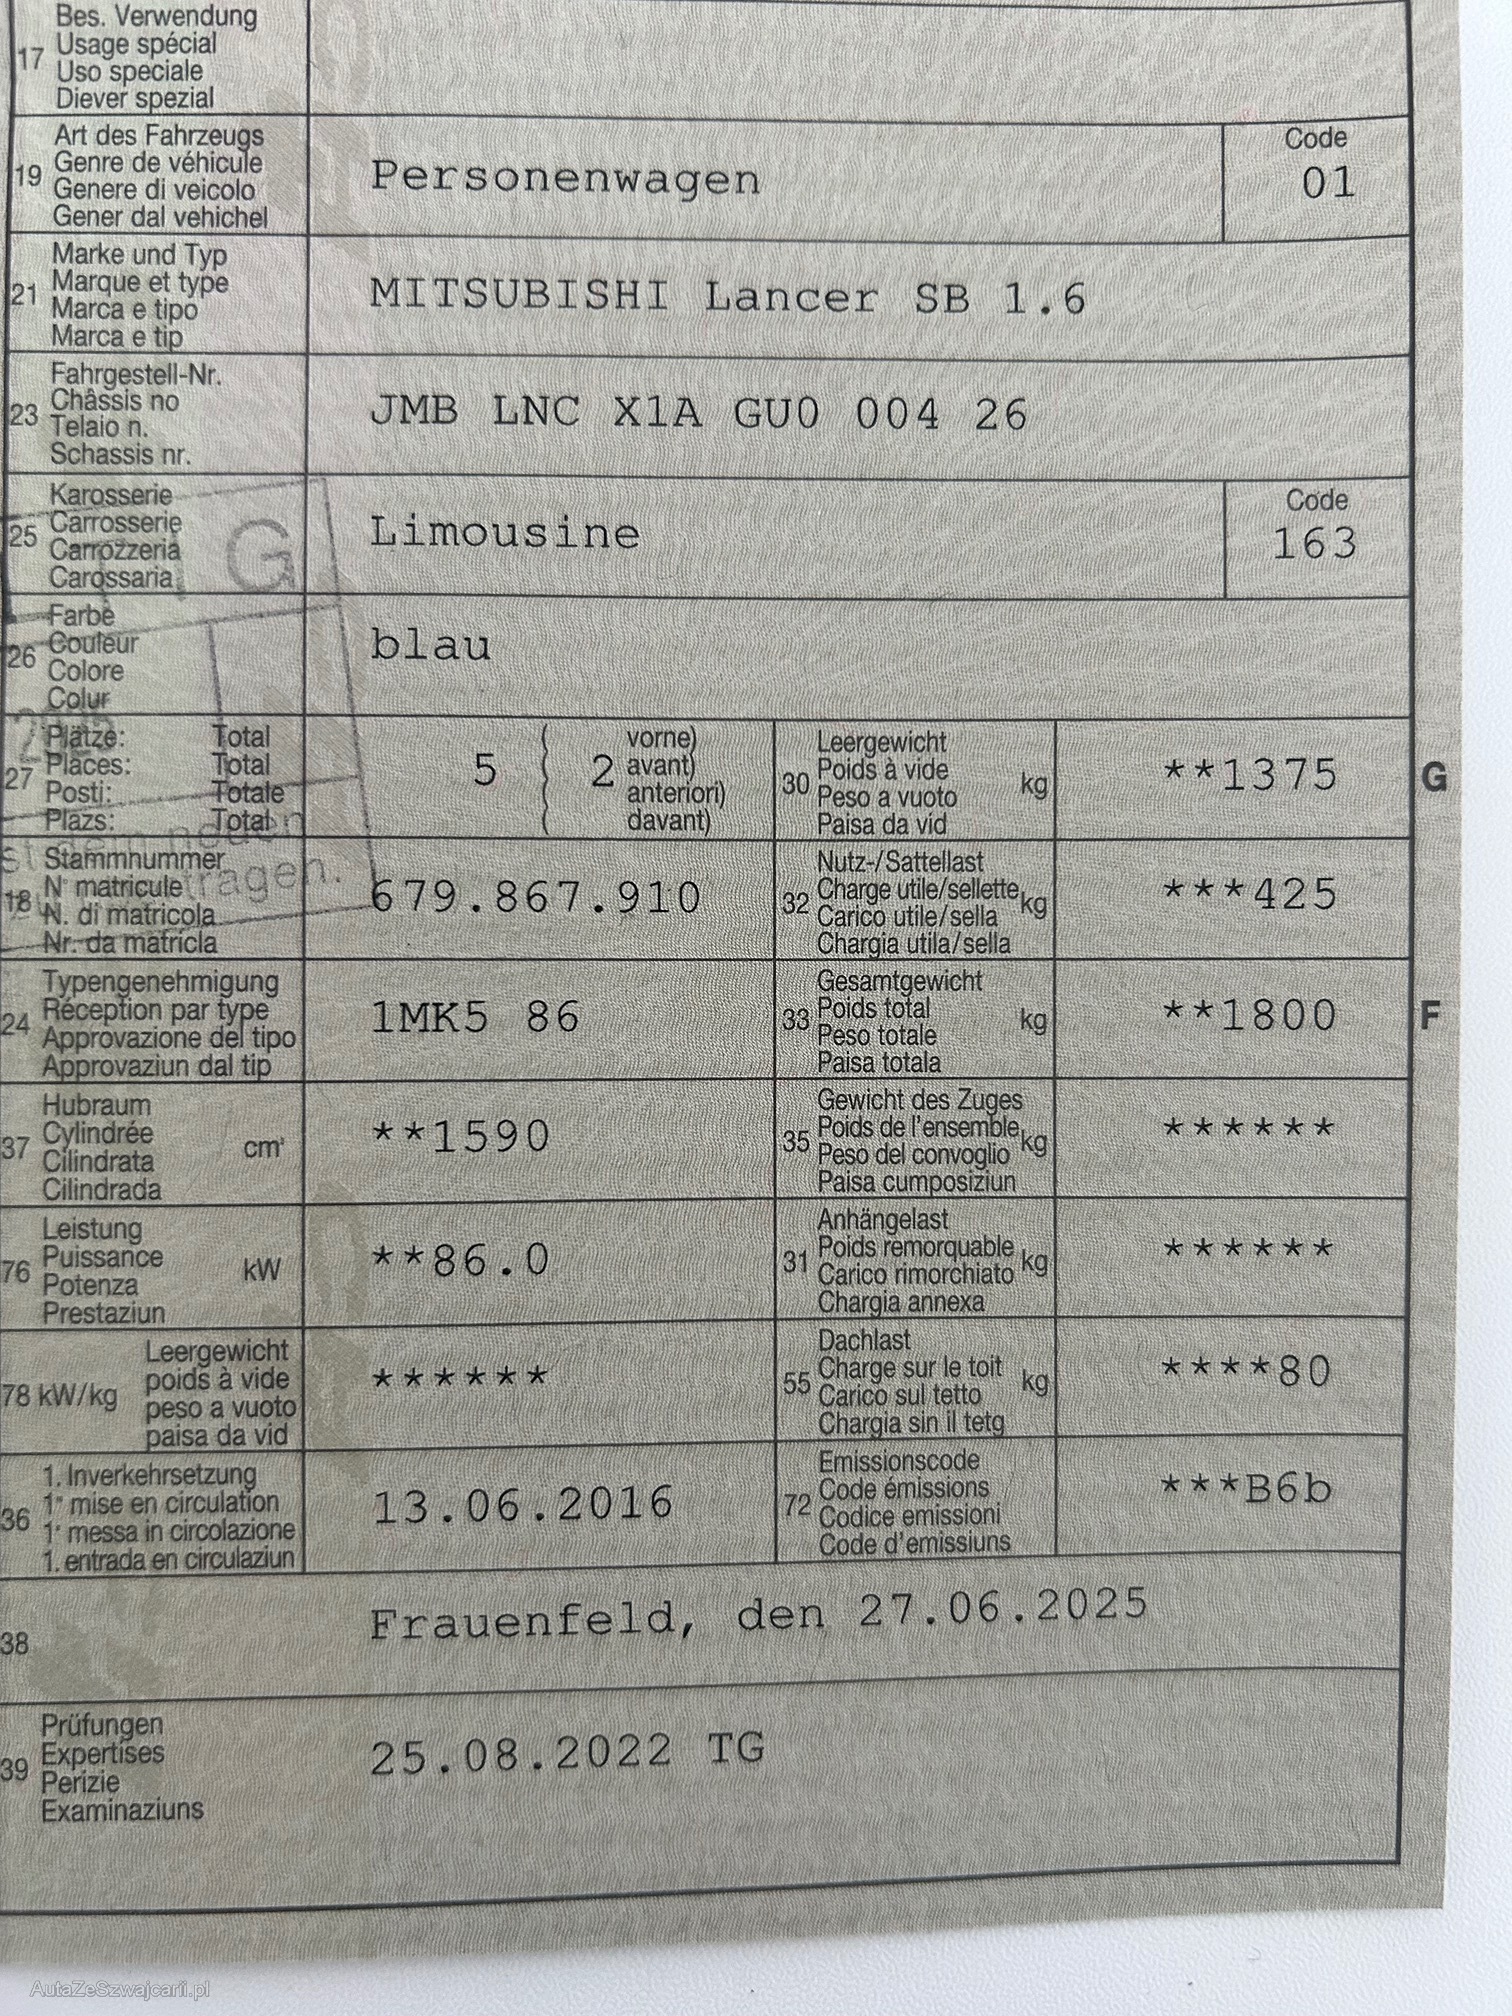 17
Bes. Verwendung
Usage spécial
Uso speciale
Diever spezial
19
Art des Fahrzeugs
Genre de véhicule
Genere di veicolo
Gener dal vehichel
Personenwagen
Code
01
21
Marke und Typ
Marque et type
Marca e tipo
Marca e tip
MITSUBISHI Lancer SB 1.6
23
Fahrgestell-Nr.
Châssis no
Telaio n.
Schassis nr.
JMB LNC X1A GU0 004 26
25
Karosserie
Carrosserie
Carrozzeria
Carossaria
G
Limousine
Code
163
26
Farbe
Couleur
Colore
Colur
blau
27
Plätze: Total
Places: Total
Posti: Totale
Plazs: Total
5
2
vorne)
avant)
anteriori)
davant)
30
Leergewicht
Poids à vide
Peso a vuoto
Paisa da vid
kg
**1375
G
18
Stammnummer
N° matricule
N. di matricola
Nr. da matricla
679.867.910
32
Nutz-/Sattellast
Charge utile/sellette
Carico utile/sella
Chargia utila/sella
kg
***425
24
Typengenehmigung
Réception par type
Approvazione del tipo
Approvaziun dal tip
1MK5 86
33
Gesamtgewicht
Poids total
Peso totale
Paisa totala
kg
**1800
F
37
Hubraum
Cylindrée
Cilindrata
Cilindrada
cm³
**1590
35
Gewicht des Zuges
Poids de l'ensemble
Peso del convoglio
Paisa cumposiziun
kg
******
76
Leistung
Puissance
Potenza
Prestaziun
kW
**86.0
31
Anhängelast
Poids remorquable
Carico rimorchiato
Chargia annexa
kg
******
78 kW/kg
Leergewicht
poids à vide
peso a vuoto
paisa da vid
******
55
Dachlast
Charge sur le toit
Carico sul tetto
Chargia sin il tetg
kg
****80
36
1. Inverkehrsetzung
1re mise en circulation
1a messa in circolazione
1. entrada en circulaziun
13.06.2016
72
Emissionscode
Code émissions
Codice emissioni
Code d'emissiuns
***B6b
38
Frauenfeld, den 27.06.2025
39
Prüfungen
Expertises
Perizie
Examinaziuns
25.08.2022 TG
AutaZeSzwajcarii.pl